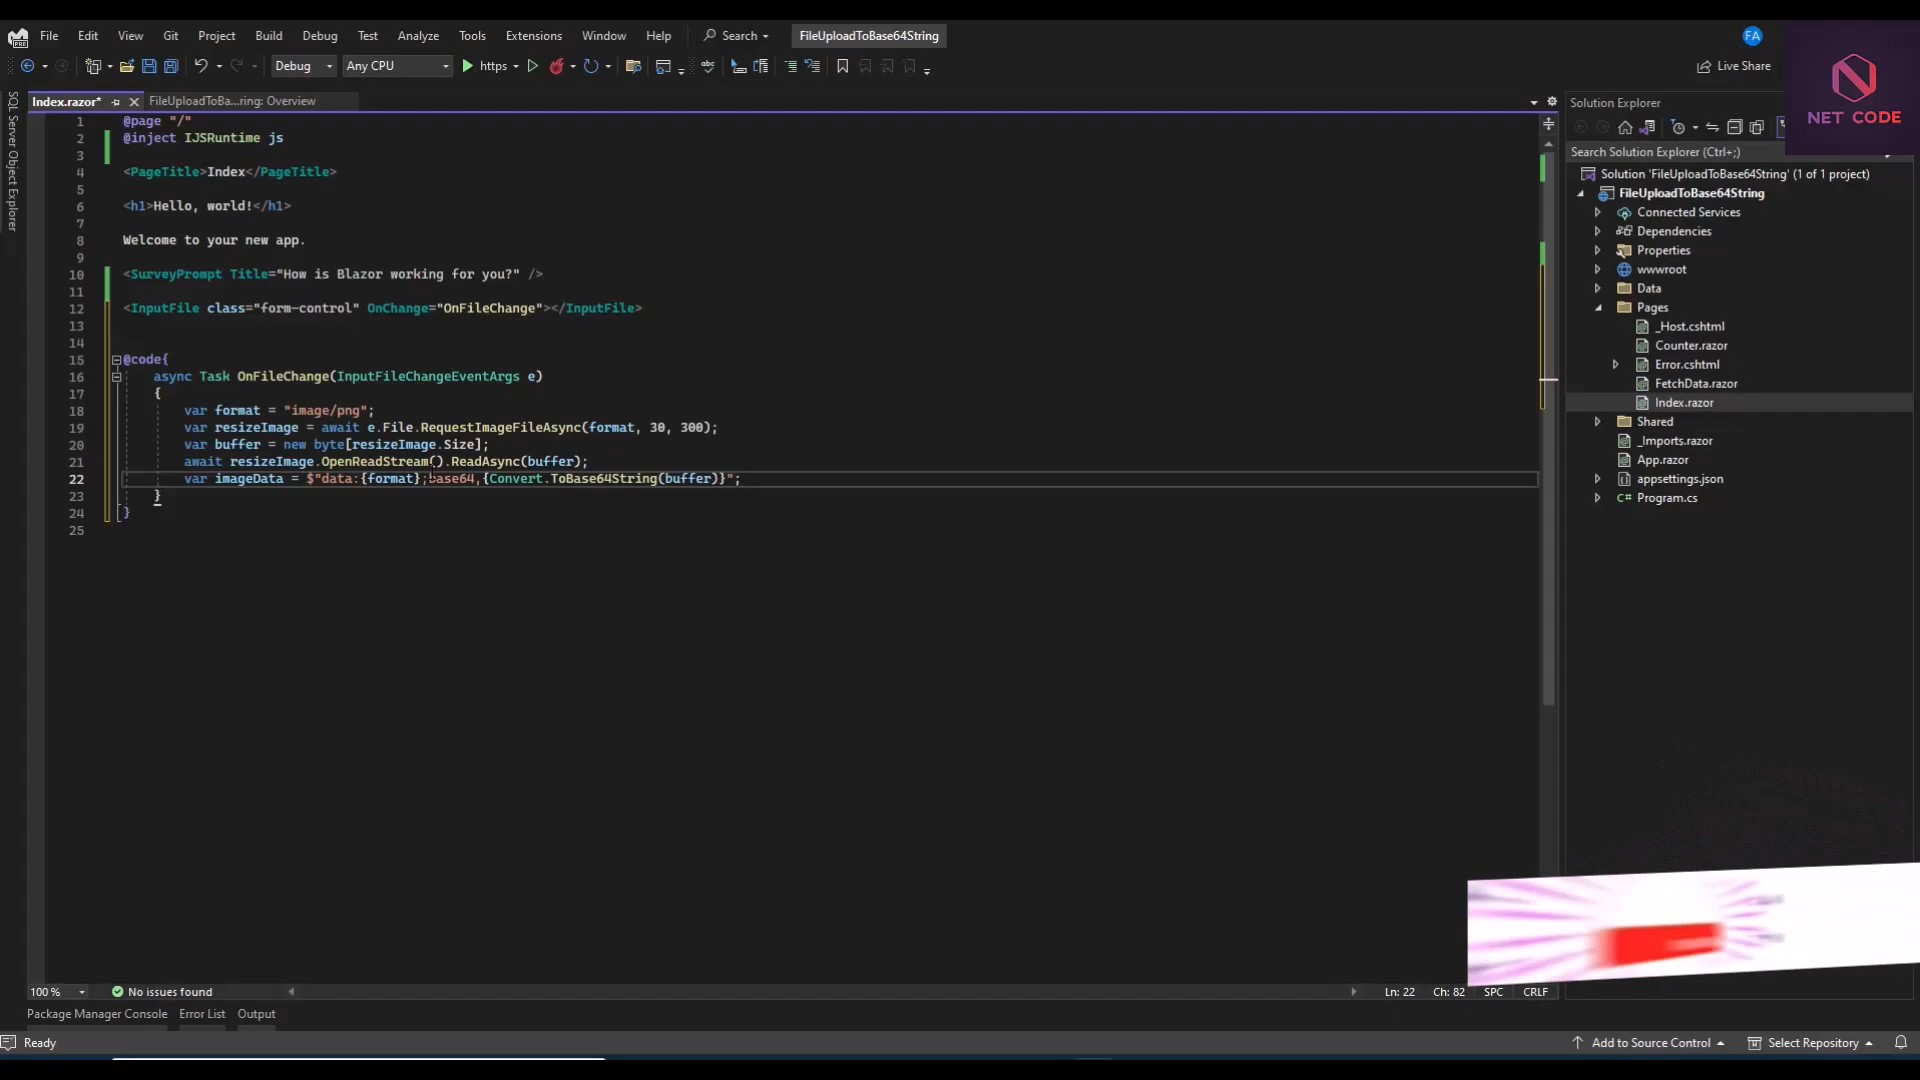 File Edit View Git Project Build Debug Test Analyze Tools Extensions Window Help Search FileUploadToBase64String FA
Debug Any CPU https Live Share
NET CODE
SQL Server Object Explorer
Index.razor* FileUploadToBa...ring: Overview
1 @page "/"
2 @inject IJSRuntime js
3
4 <PageTitle>Index</PageTitle>
5
6 <h1>Hello, world!</h1>
7
8 Welcome to your new app.
9
10 <SurveyPrompt Title="How is Blazor working for you?" />
11
12 <InputFile class="form-control" OnChange="OnFileChange"></InputFile>
13
14
15 @code{
16 async Task OnFileChange(InputFileChangeEventArgs e)
17 {
18 var format = "image/png";
19 var resizeImage = await e.File.RequestImageFileAsync(format, 30, 300);
20 var buffer = new byte[resizeImage.Size];
21 await resizeImage.OpenReadStream().ReadAsync(buffer);
22 var imageData = $"data:{format};base64,{Convert.ToBase64String(buffer)}";
23 }
24 }
25
Solution Explorer
Search Solution Explorer (Ctrl+;)
Solution 'FileUploadToBase64String' (1 of 1 project)
FileUploadToBase64String
Connected Services
Dependencies
Properties
wwwroot
Data
Pages
_Host.cshtml
Counter.razor
Error.cshtml
FetchData.razor
Index.razor
Shared
_Imports.razor
App.razor
appsettings.json
C# Program.cs
100 % No issues found Ln: 22 Ch: 82 SPC CRLF
Package Manager Console Error List Output
Ready Add to Source Control Select Repository